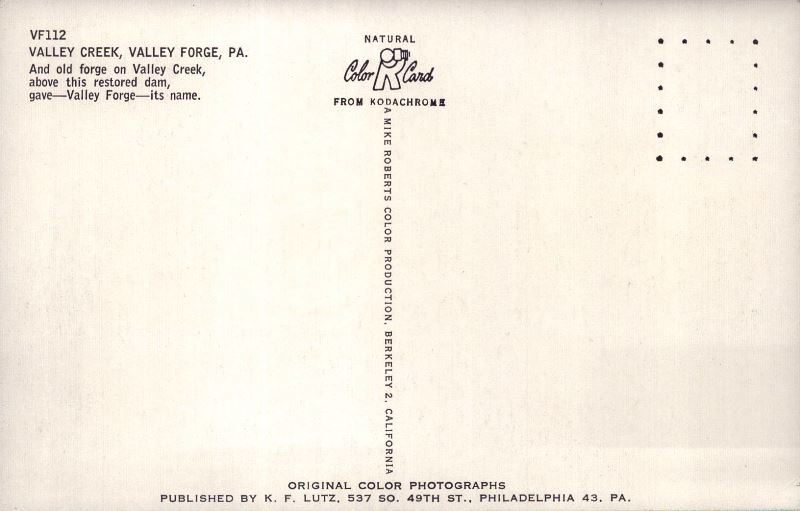 VF112
VALLEY CREEK, VALLEY FORGE, PA.
And old forge on Valley Creek,
above this restored dam,
gave—Valley Forge—its name.
NATURAL
Color Card
FROM KODACHROME
A MIKE ROBERTS COLOR PRODUCTION, BERKELEY 2, CALIFORNIA
ORIGINAL COLOR PHOTOGRAPHS
PUBLISHED BY K. F. LUTZ, 537 SO. 49TH ST., PHILADELPHIA 43, PA.